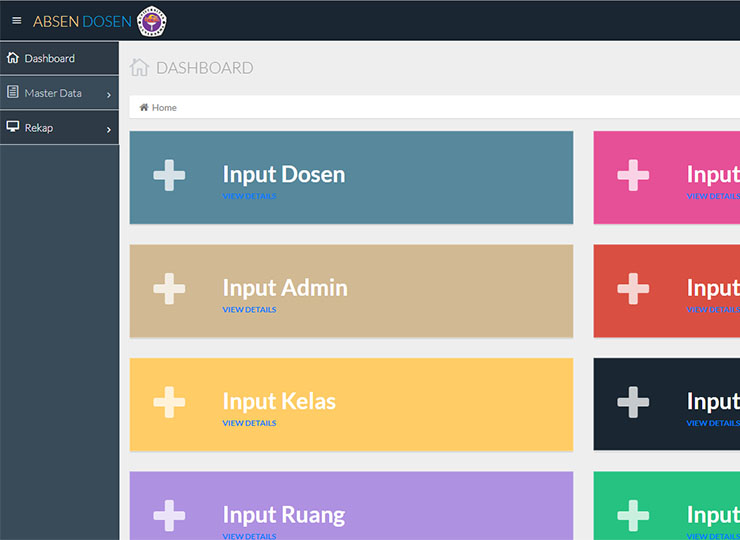 ABSEN DOSEN
Dashboard
Master Data
Rekap
DASHBOARD
Home
Input Dosen
VIEW DETAILS
Input
VIEW DETAILS
Input Admin
VIEW DETAILS
Input
VIEW DETAILS
Input Kelas
VIEW DETAILS
Input
VIEW DETAILS
Input Ruang
VIEW DETAILS
Input
VIEW DETAILS